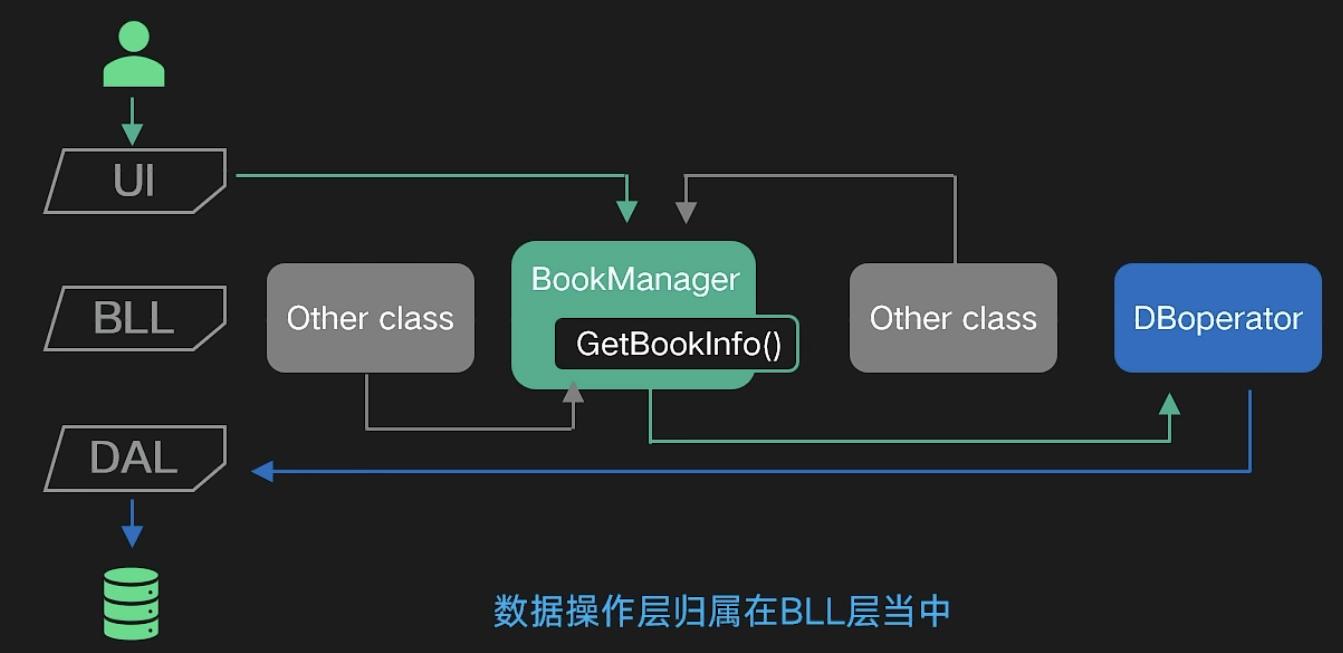 UI
BookManager
BLL
Other class
GetBookInfo()
Other class
DBoperator
DAL
数据操作层归属在BLL层当中